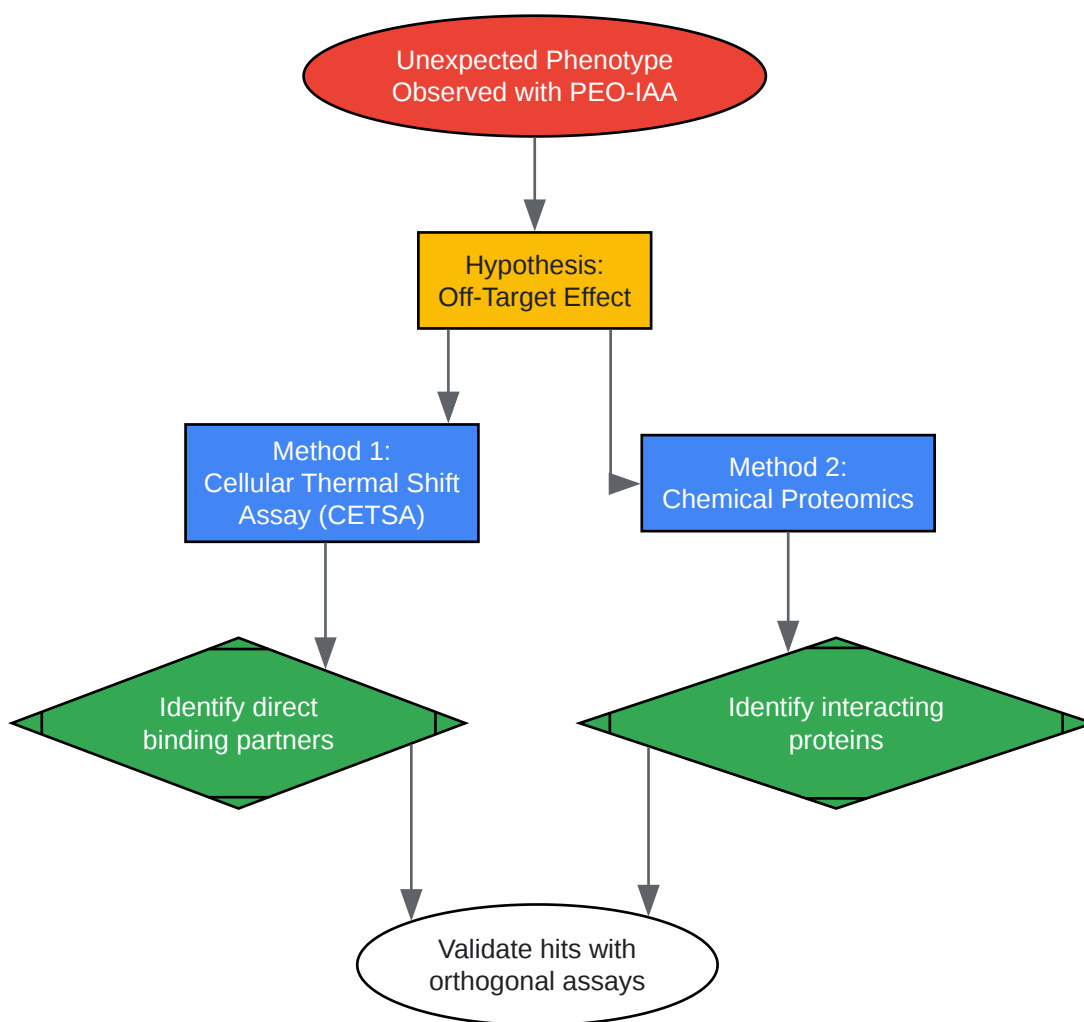 Unexpected Phenotype
Observed with PEO-IAA
Hypothesis:
Off-Target Effect
Method 1:
Cellular Thermal Shift
Assay (CETSA)
Method 2:
Chemical Proteomics
Identify direct
binding partners
Identify interacting
proteins
Validate hits with
orthogonal assays